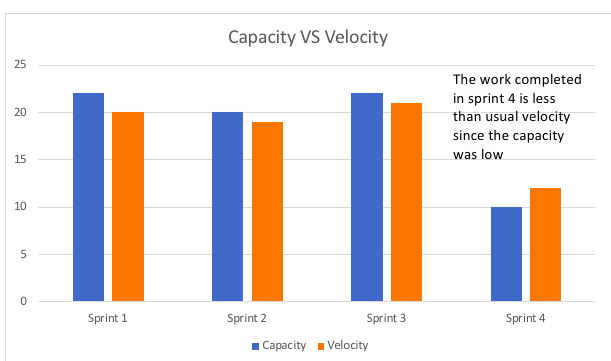 Capacity VS Velocity
25
20
15
10
5
0
The work completed
in sprint 4 is less
than usual velocity
since the capacity
was low
Sprint 1
Sprint 2
Sprint 3
Sprint 4
Capacity
Velocity